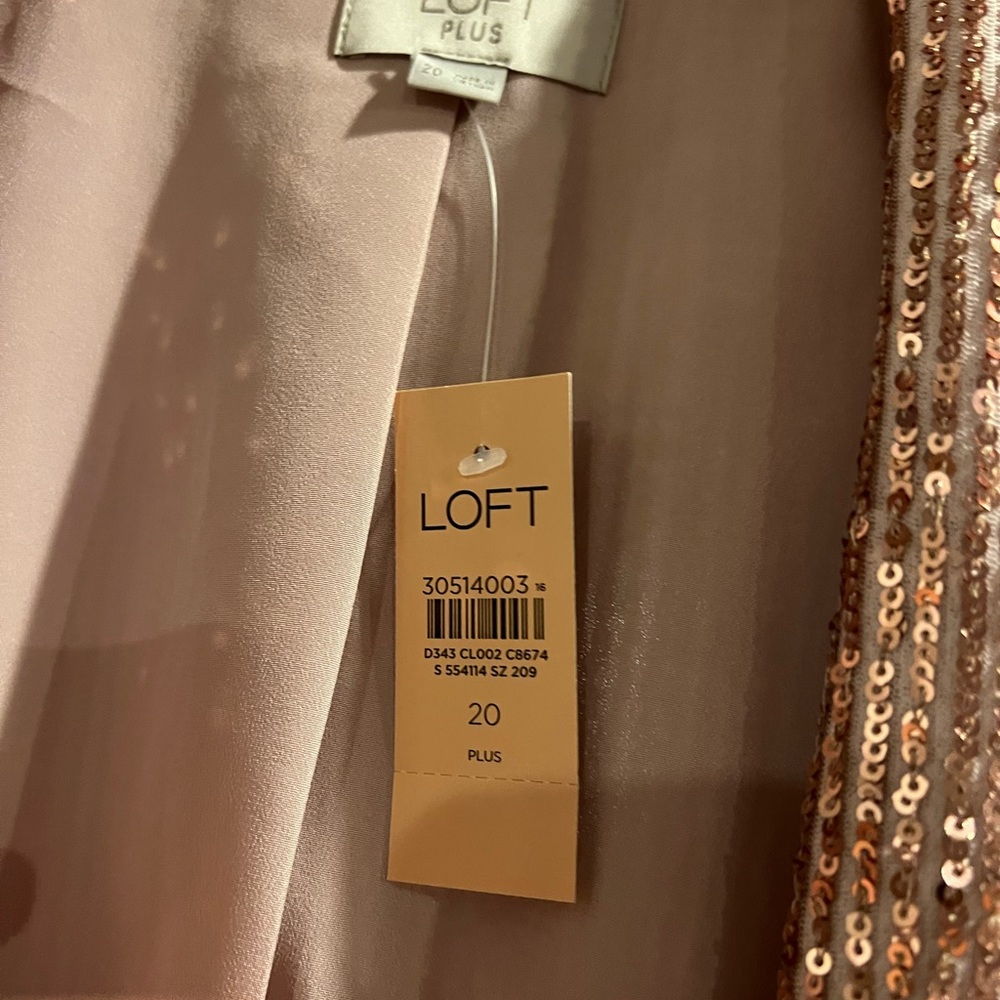 LOFT
PLUS
20
LOFT
30514003 16
D343 CL002 C8674
S 554114 SZ 209
20
PLUS